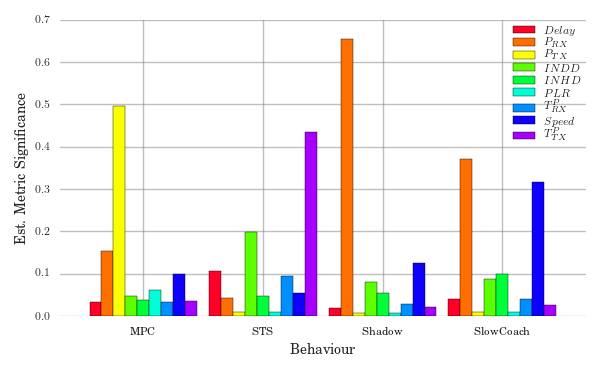 0.7
0.6
0.5
0.4
0.3
0.2
0.1
0.0
Est. Metric Significance
MPC
STS
Shadow
SlowCoach
Behaviour
Delay
P_RX
P_TX
INDD
INHD
PLR
T^P_RX
Speed
T^P_TX